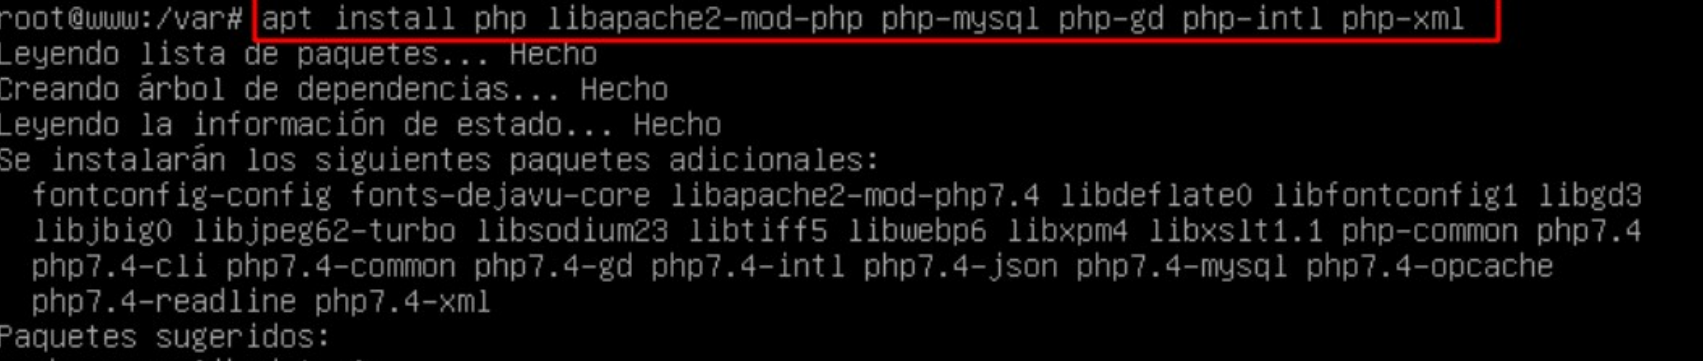 root@www:/var# apt install php libapache2-mod-php php-mysql php-gd php-intl php-xml
Leyendo lista de paquetes... Hecho
Creando árbol de dependencias... Hecho
Leyendo la información de estado... Hecho
Se instalarán los siguientes paquetes adicionales:
fontconfig-config fonts-dejavu-core libapache2-mod-php7.4 libdeflate0 libfontconfig1 libgd3
libjbig0 libjpeg62-turbo libsodium23 libtiff5 libwebp6 libxpm4 libxslt1.1 php-common php7.4
php7.4-cli php7.4-common php7.4-gd php7.4-intl php7.4-json php7.4-mysql php7.4-opcache
php7.4-readline php7.4-xml
Paquetes sugeridos: